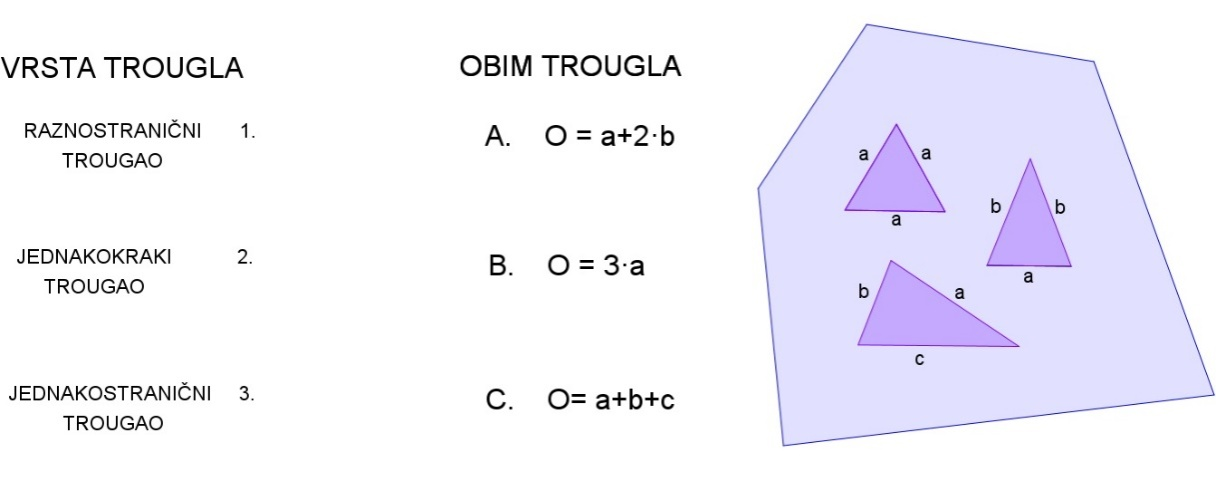 VRSTA TROUGLA
OBIM TROUGLA
RAZNOSTRANIČNI 1.
TROUGAO
A. O = a+2·b
JEDNAKOKRAKI 2.
TROUGAO
B. O = 3·a
JEDNAKOSTRANIČNI 3.
TROUGAO
C. O= a+b+c
a a
a
b b
a
b a
c